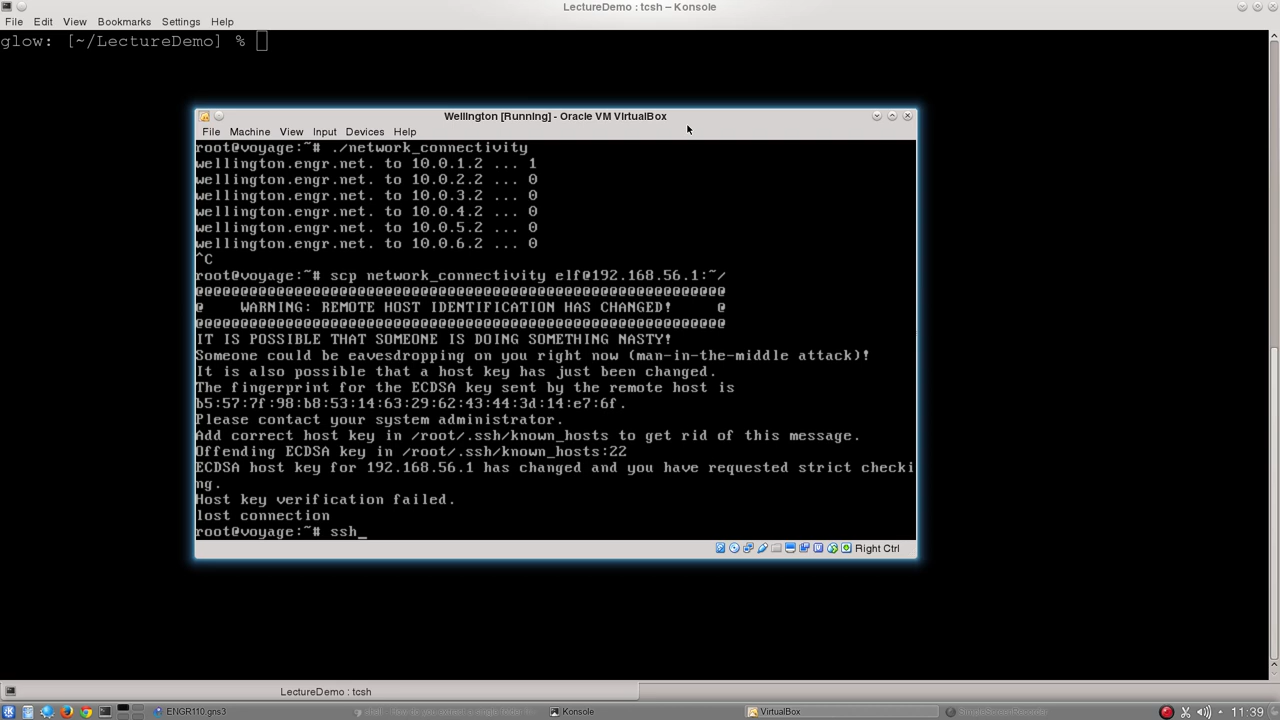 LectureDemo : tcsh – Konsole
File Edit View Bookmarks Settings Help
glow: [~/LectureDemo] %
Wellington [Running] - Oracle VM VirtualBox
File Machine View Input Devices Help
root@voyage:~# ./network_connectivity
wellington.engr.net. to 10.0.1.2 ... 1
wellington.engr.net. to 10.0.2.2 ... 0
wellington.engr.net. to 10.0.3.2 ... 0
wellington.engr.net. to 10.0.4.2 ... 0
wellington.engr.net. to 10.0.5.2 ... 0
wellington.engr.net. to 10.0.6.2 ... 0
^C
root@voyage:~# scp network_connectivity elf@192.168.56.1:~/
@@@@@@@@@@@@@@@@@@@@@@@@@@@@@@@@@@@@@@@@@@@@@@@@@@@@@@@@@@@
@    WARNING: REMOTE HOST IDENTIFICATION HAS CHANGED!     @
@@@@@@@@@@@@@@@@@@@@@@@@@@@@@@@@@@@@@@@@@@@@@@@@@@@@@@@@@@@
IT IS POSSIBLE THAT SOMEONE IS DOING SOMETHING NASTY!
Someone could be eavesdropping on you right now (man-in-the-middle attack)!
It is also possible that a host key has just been changed.
The fingerprint for the ECDSA key sent by the remote host is
b5:57:7f:98:b8:53:14:63:29:62:43:44:3d:14:e7:6f.
Please contact your system administrator.
Add correct host key in /root/.ssh/known_hosts to get rid of this message.
Offending ECDSA key in /root/.ssh/known_hosts:22
ECDSA host key for 192.168.56.1 has changed and you have requested strict checki
ng.
Host key verification failed.
lost connection
root@voyage:~# ssh_
Right Ctrl
LectureDemo : tcsh
ENGR110.gns3
Konsole
VirtualBox
SimpleScreenRecorder
11:39